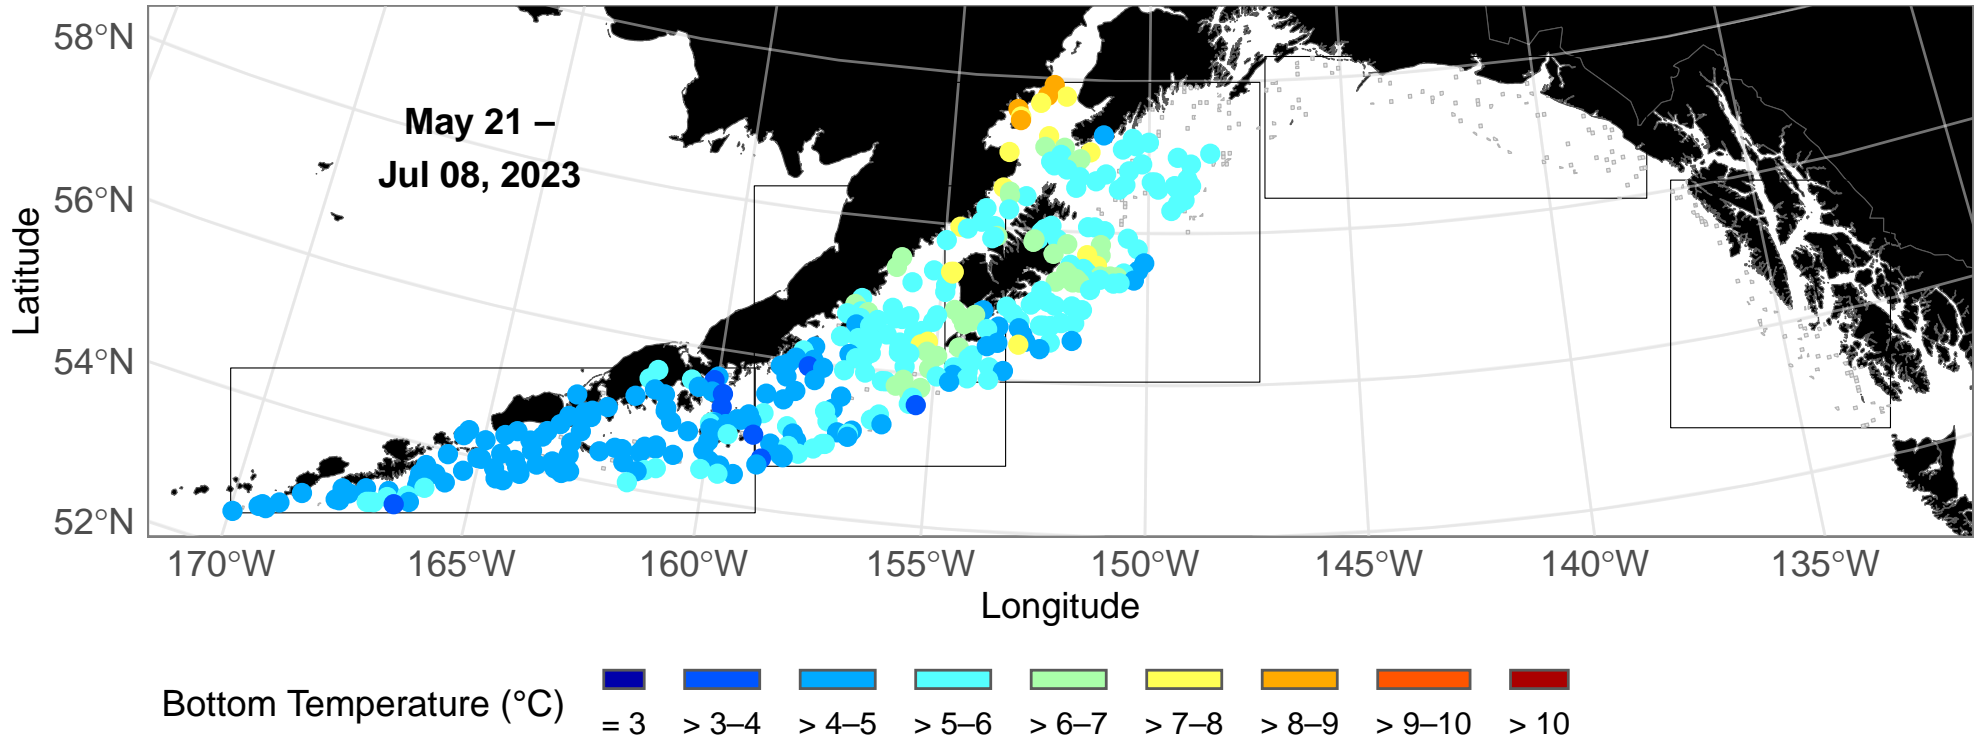 58°N
56°N
54°N
52°N
Latitude
May 21 –
Jul 08, 2023
170°W 165°W 160°W 155°W 150°W 145°W 140°W 135°W
Longitude
Bottom Temperature (°C)
= 3 > 3–4 > 4–5 > 5–6 > 6–7 > 7–8 > 8–9 > 9–10 > 10